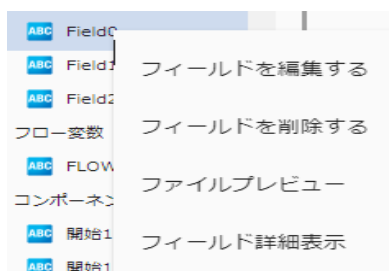 ABC Field0
ABC Field1
ABC Field2
フロー変数
ABC FLOW
コンポーネン
ABC 開始1
ABC 開始1
フィールドを編集する
フィールドを削除する
ファイルプレビュー
フィールド詳細表示